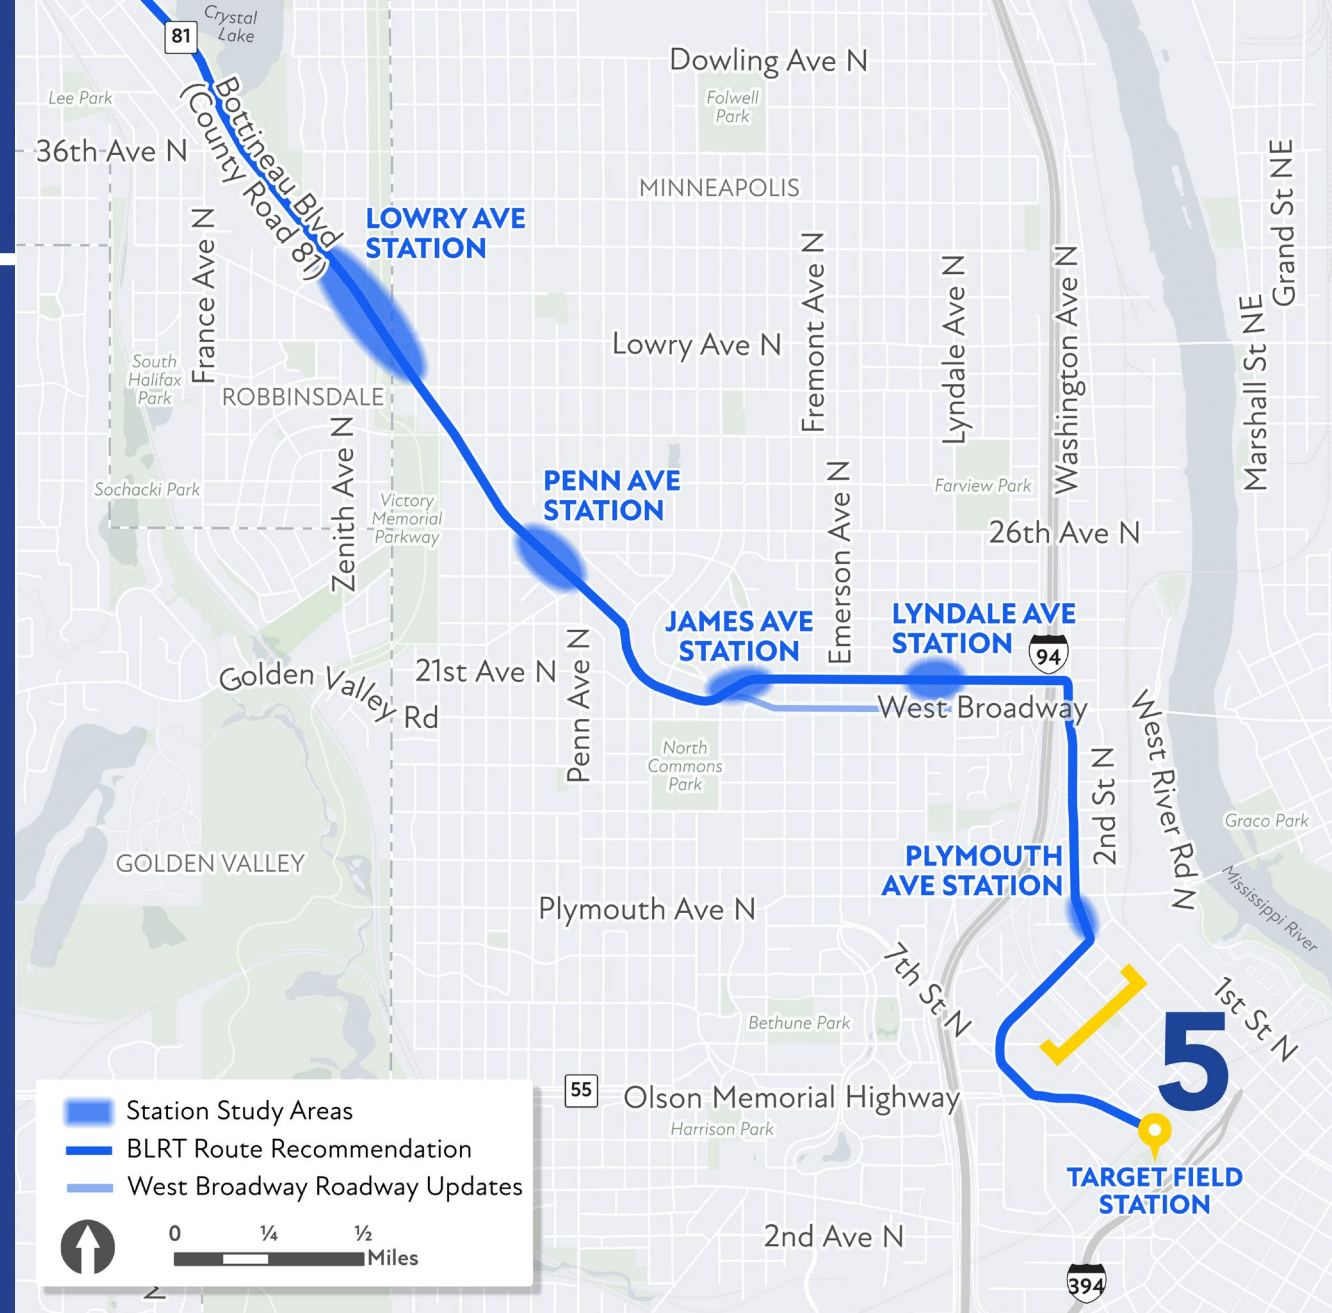 Crystal
Lake
81
Dowling Ave N
Lee Park
Folwell
Park
Bottineau Blvd
(County Road 81)
36th Ave N
MINNEAPOLIS
Grand St NE
LOWRY AVE
STATION
France Ave N
Fremont Ave N
Lyndale Ave N
Washington Ave N
Marshall St NE
Lowry Ave N
South
Halifax
Park
ROBBINSDALE
Zenith Ave N
PENN AVE
STATION
Sochacki Park
Victory
Memorial
Parkway
Farview Park
26th Ave N
Emerson Ave N
JAMES AVE
STATION
LYNDALE AVE
STATION
94
Golden Valley Rd
21st Ave N
Penn Ave N
West Broadway
West River Rd N
North
Commons
Park
2nd St N
Graco Park
GOLDEN VALLEY
PLYMOUTH
AVE STATION
Mississippi River
Plymouth Ave N
7th St N
1st St N
Bethune Park
5
55
Olson Memorial Highway
Harrison Park
TARGET FIELD
STATION
2nd Ave N
394
Station Study Areas
BLRT Route Recommendation
West Broadway Roadway Updates
0 ¼ ½
Miles